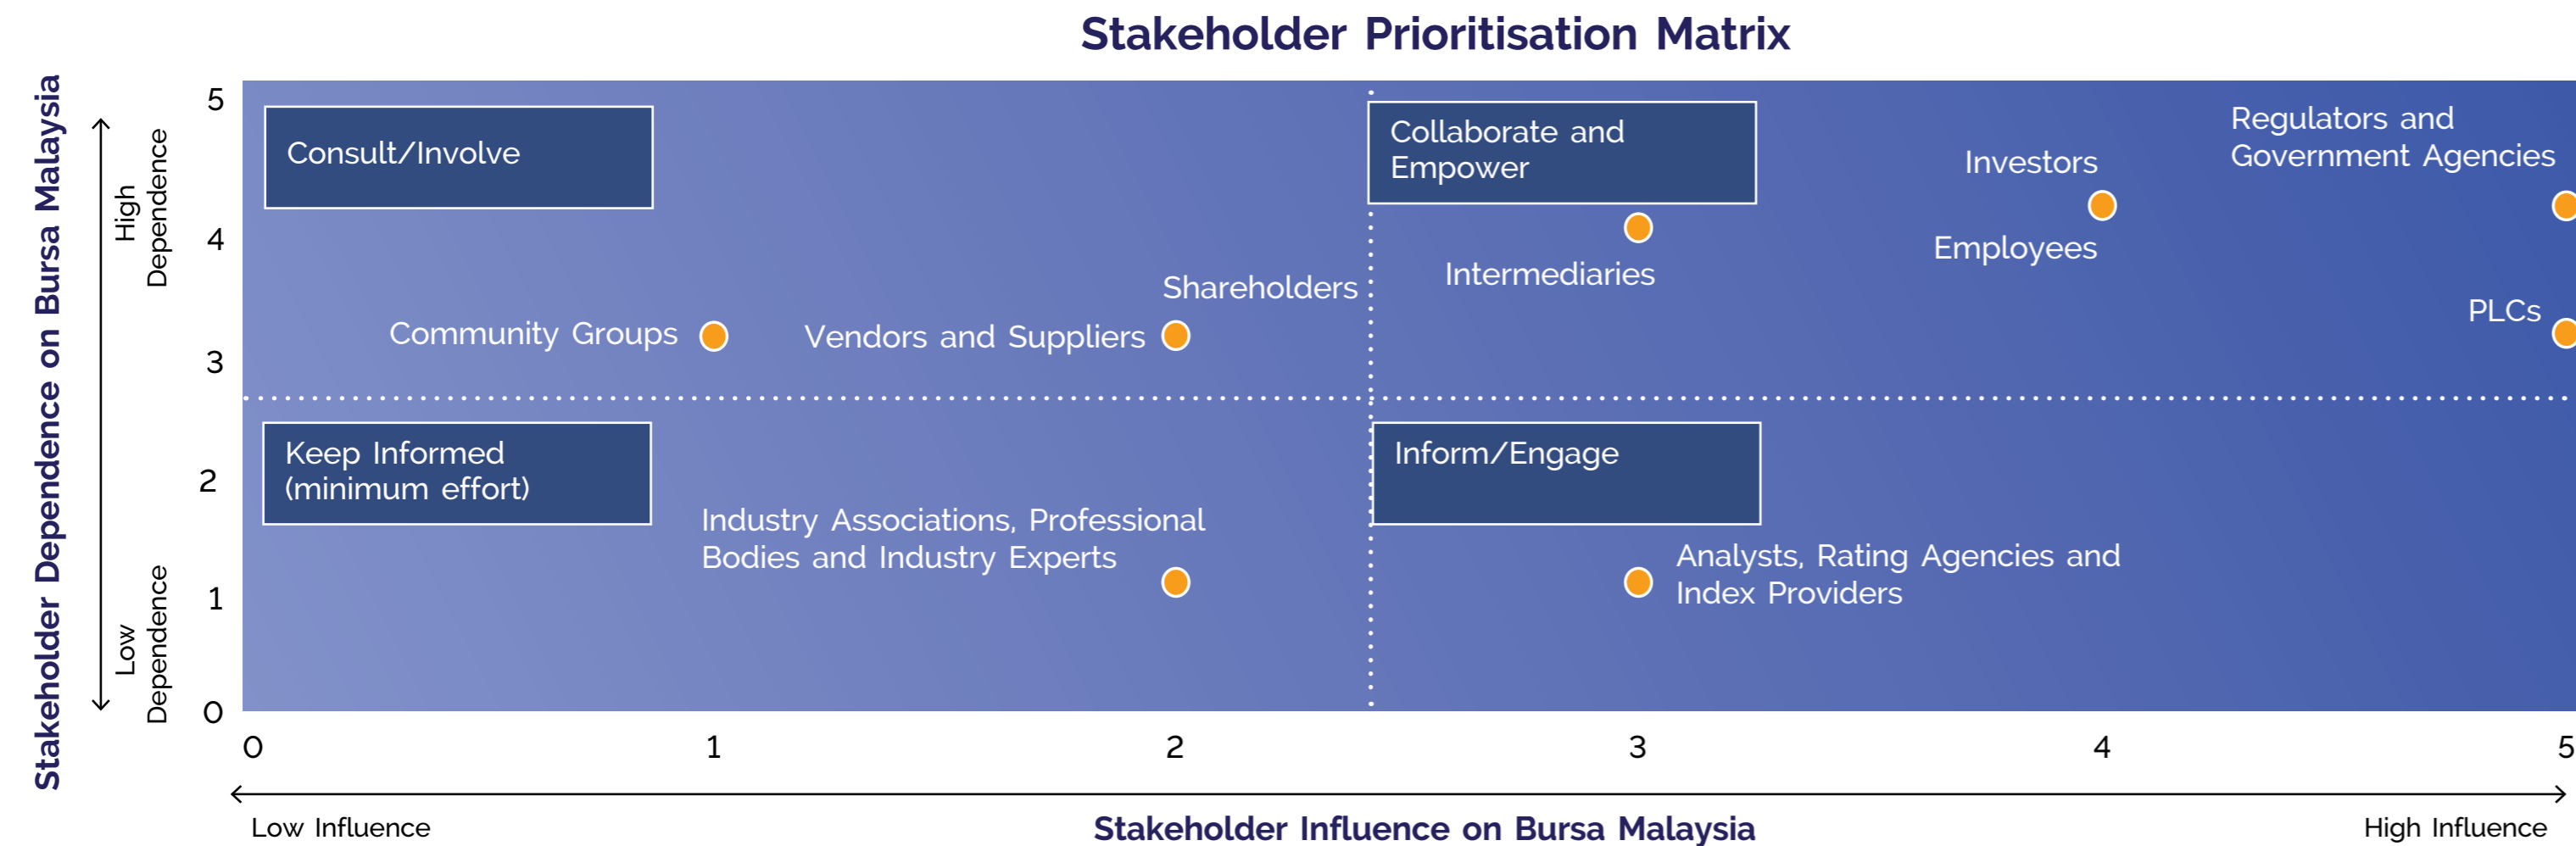 Stakeholder Prioritisation Matrix
Stakeholder Dependence on Bursa Malaysia
High
Dependence
Low
Dependence
5
4
3
2
1
0
Consult/Involve
Collaborate and
Empower
Regulators and
Government Agencies
Investors
Employees
Intermediaries
Shareholders
PLCs
Community Groups
Vendors and Suppliers
Keep Informed
(minimum effort)
Inform/Engage
Industry Associations, Professional
Bodies and Industry Experts
Analysts, Rating Agencies and
Index Providers
0 1 2 3 4 5
Low Influence
Stakeholder Influence on Bursa Malaysia
High Influence